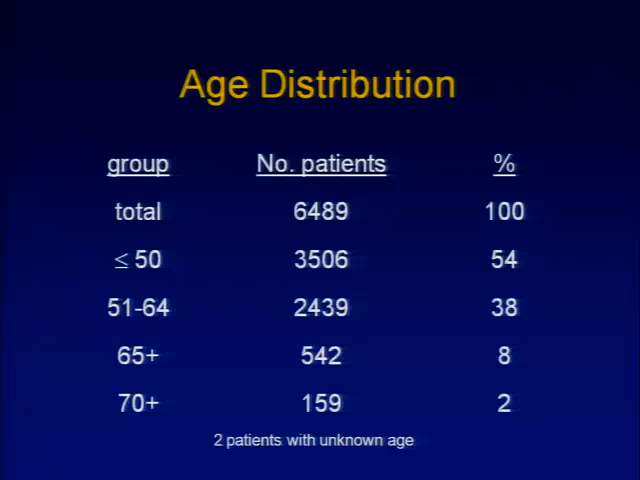 Age Distribution
group No. patients %
total 6489 100
≤ 50 3506 54
51-64 2439 38
65+ 542 8
70+ 159 2
2 patients with unknown age